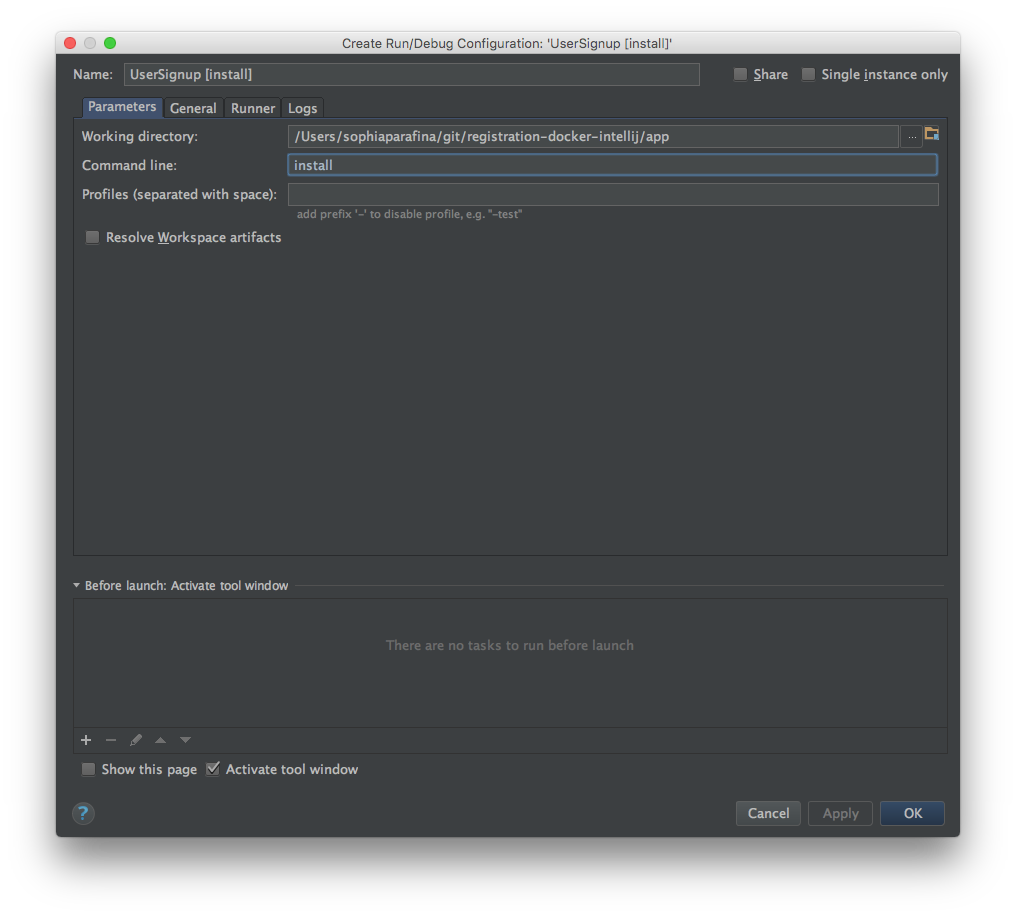 Create Run/Debug Configuration: 'UserSignup [install]'
Name: UserSignup [install] Share Single instance only
Parameters General Runner Logs
Working directory: /Users/sophiaparafina/git/registration-docker-intellij/app ...
Command line: install
Profiles (separated with space):
add prefix '-' to disable profile, e.g. "-test"
Resolve Workspace artifacts
Before launch: Activate tool window
There are no tasks to run before launch
Show this page Activate tool window
? Cancel Apply OK